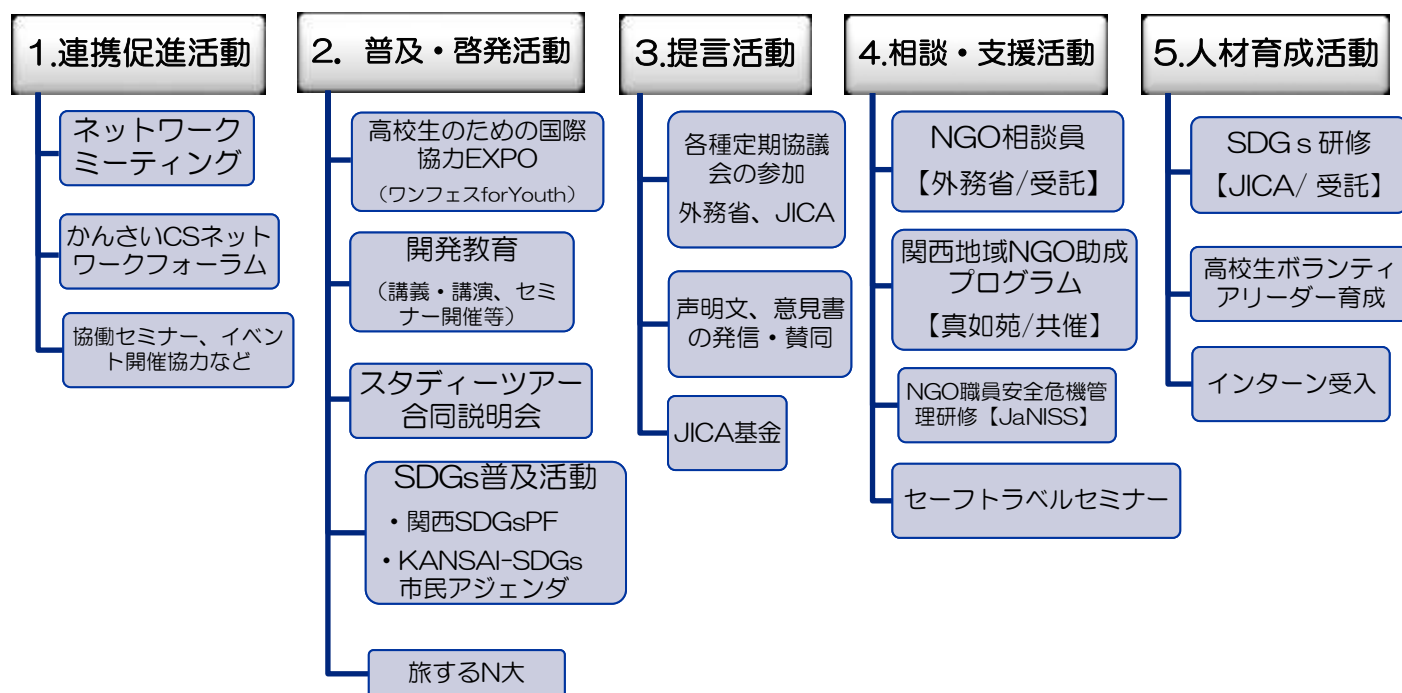 1.連携促進活動
ネットワーク
ミーティング
かんさいCSネット
ワークフォーラム
協働セミナー、イベン
ト開催協力など
2. 普及・啓発活動
高校生のための国際
協力EXPO
（ワンフェスforYouth）
開発教育
（講義・講演、セミ
ナー開催等）
スタディーツアー
合同説明会
SDGs普及活動
・関西SDGsPF
・KANSAI-SDGs
市民アジェンダ
旅するN大
3.提言活動
各種定期協議
会の参加
外務省、JICA
声明文、意見書
の発信・賛同
JICA基金
4.相談・支援活動
NGO相談員
【外務省/受託】
関西地域NGO助成
プログラム
【真如苑/共催】
NGO職員安全危機管
理研修【JaNISS】
セーフトラベルセミナー
5.人材育成活動
SDGｓ研修
【JICA/ 受託】
高校生ボランティ
アリーダー育成
インターン受入